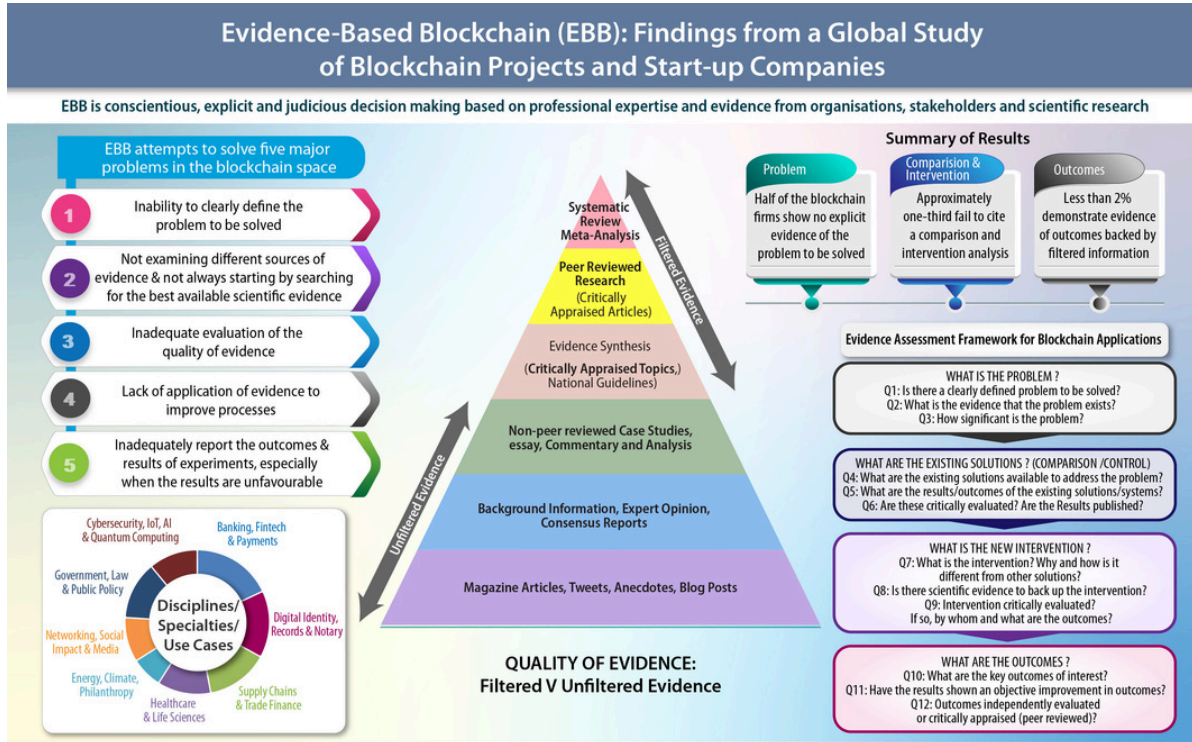 Evidence-Based Blockchain (EBB): Findings from a Global Study
of Blockchain Projects and Start-up Companies
EBB is conscientious, explicit and judicious decision making based on professional expertise and evidence from organisations, stakeholders and scientific research
EBB attempts to solve five major
problems in the blockchain space
1
Inability to clearly define the
problem to be solved
2
Not examining different sources of
evidence & not always starting by searching
for the best available scientific evidence
3
Inadequate evaluation of the
quality of evidence
4
Lack of application of evidence to
improve processes
5
Inadequately report the outcomes &
results of experiments, especially
when the results are unfavourable
Cybersecurity, IoT, AI
& Quantum Computing
Banking, Fintech
& Payments
Government, Law
& Public Policy
Disciplines/
Specialties/
Use Cases
Digital Identity,
Records & Notary
Networking, Social
Impact & Media
Energy, Climate,
Philanthropy
Healthcare
& Life Sciences
Supply Chains
& Trade Finance
Systematic
Review
Meta-Analysis
Peer Reviewed
Research
(Critically
Appraised Articles)
Evidence Synthesis
(Critically Appraised Topics,)
National Guidelines)
Non-peer reviewed Case Studies,
essay, Commentary and Analysis
Background Information, Expert Opinion,
Consensus Reports
Magazine Articles, Tweets, Anecdotes, Blog Posts
Filtered Evidence
Unfiltered Evidence
QUALITY OF EVIDENCE:
Filtered V Unfiltered Evidence
Summary of Results
Problem
Half of the blockchain
firms show no explicit
evidence of the
problem to be solved
Comparision &
Intervention
Approximately
one-third fail to cite
a comparison and
intervention analysis
Outcomes
Less than 2%
demonstrate evidence
of outcomes backed by
filtered information
Evidence Assessment Framework for Blockchain Applications
WHAT IS THE PROBLEM ?
Q1: Is there a clearly defined problem to be solved?
Q2: What is the evidence that the problem exists?
Q3: How significant is the problem?
WHAT ARE THE EXISTING SOLUTIONS ? (COMPARISON /CONTROL)
Q4: What are the existing solutions available to address the problem?
Q5: What are the results/outcomes of the existing solutions/systems?
Q6: Are these critically evaluated? Are the Results published?
WHAT IS THE NEW INTERVENTION ?
Q7: What is the intervention? Why and how is it
different from other solutions?
Q8: Is there scientific evidence to back up the intervention?
Q9: Intervention critically evaluated?
If so, by whom and what are the outcomes?
WHAT ARE THE OUTCOMES ?
Q10: What are the key outcomes of interest?
Q11: Have the results shown an objective improvement in outcomes?
Q12: Outcomes independently evaluated
or critically appraised (peer reviewed)?